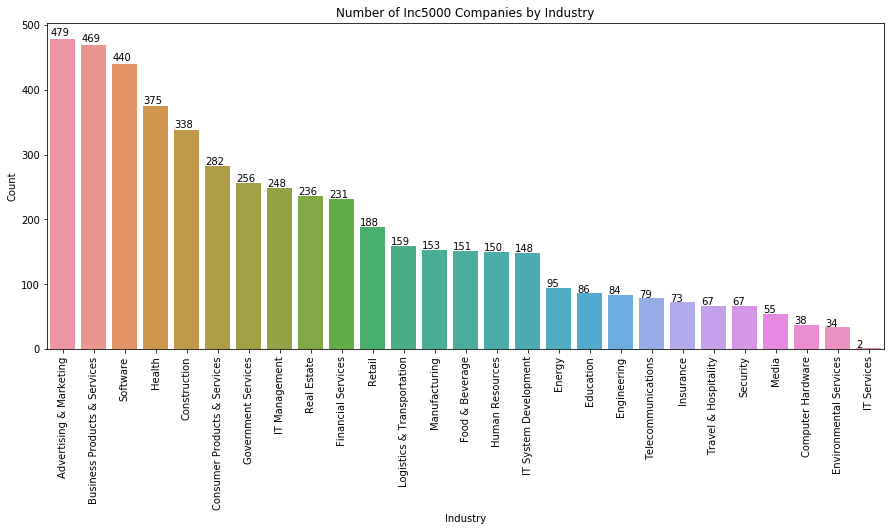 Number of Inc5000 Companies by Industry
Count
500
400
300
200
100
0
479
469
440
375
338
282
256
248
236
231
188
159
153
151
150
148
95
86
84
79
73
67
67
55
38
34
2
Advertising & Marketing
Business Products & Services
Software
Health
Construction
Consumer Products & Services
Government Services
IT Management
Real Estate
Financial Services
Retail
Logistics & Transportation
Manufacturing
Food & Beverage
Human Resources
IT System Development
Energy
Education
Engineering
Telecommunications
Insurance
Travel & Hospitality
Security
Media
Computer Hardware
Environmental Services
IT Services
Industry